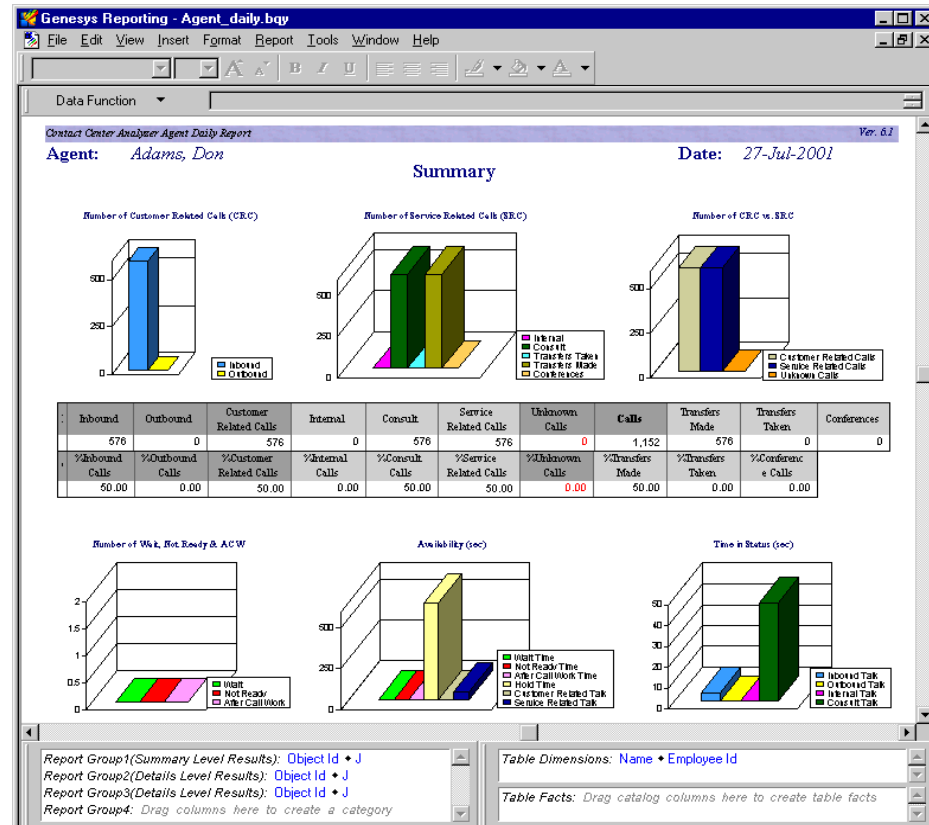 Genesys Reporting - Agent_daily.bqy
File Edit View Insert Format Report Tools Window Help
B I U A
Data Function
Contact Center Analyzer Agent Daily Report Ver. 6.1
Agent: Adams, Don Date: 27-Jul-2001
Summary
Number of Customer Related Calls (CRC) Number of Service Related Calls (SRC) Number of CRC vs. SRC
500
250
0
Inbound
Outbound
500
250
0
Internal
Consult
Transfers Taken
Transfers Made
Conferences
500
250
0
Customer Related Calls
Service Related Calls
Unknown Calls
Inbound Outbound Customer Related Calls Internal Consult Service Related Calls Unknown Calls Calls Transfers Made Transfers Taken Conferences
576 0 576 0 576 576 0 1,152 576 0 0
%Inbound Calls %Outbound Calls %Customer Related Calls %Internal Calls %Consult Calls %Service Related Calls %Unknown Calls %Transfers Made %Transfers Taken %Conferenc e Calls
50.00 0.00 50.00 0.00 50.00 50.00 0.00 50.00 0.00 0.00
Number of Wait, Not Ready & ACW Availability (sec) Time in Status (sec)
2
1.5
1
0.5
0
Wait
Not Ready
After Call Work
500
250
0
Wait Time
Not Ready Time
After Call Work Time
Hold Time
Customer Related Talk
Service Related Talk
50
40
30
20
10
0
Inbound Talk
Outbound Talk
Internal Talk
Consult Talk
Report Group1(Summary Level Results): Object Id J
Report Group2(Details Level Results): Object Id J
Report Group3(Details Level Results): Object Id J
Report Group4: Drag columns here to create a category
Table Dimensions: Name Employee Id
Table Facts: Drag catalog columns here to create table facts